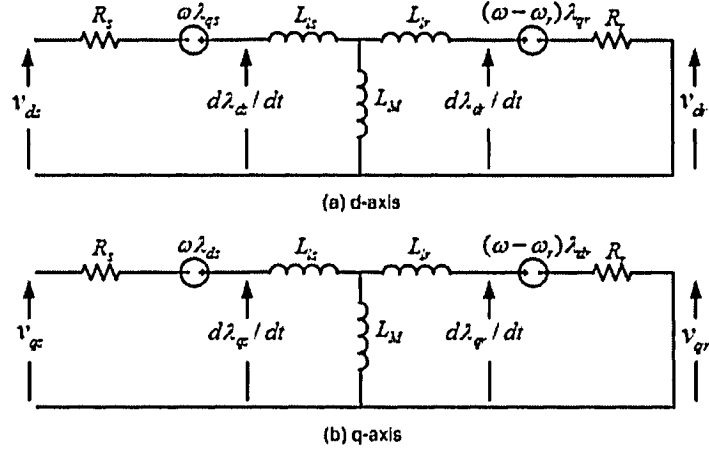 R_s ωλ_qs L_ls L_lr (ω−ω_r)λ_qr R_r
v_ds dλ_ds/dt L_M dλ_dr/dt v_dr
(a) d-axis
R_s ωλ_ds L_ls L_lr (ω−ω_r)λ_dr R_r
v_qs dλ_qs/dt L_M dλ_qr/dt v_qr
(b) q-axis